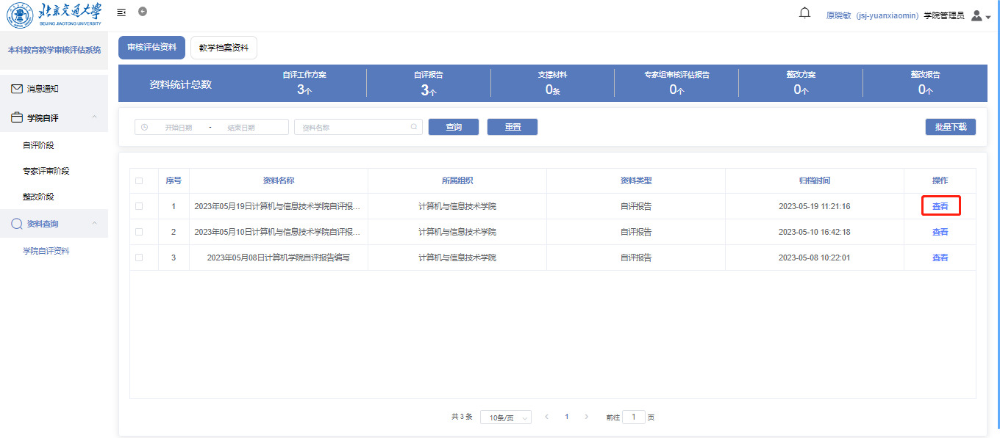 北京交通大学
BEIJING JIAOTONG UNIVERSITY
原晓敏 (jsj-yuanxiaomin) 学院管理员
本科教育教学审核评估系统
消息通知
学院自评
自评阶段
专家评审阶段
整改阶段
资料查询
学院自评资料
审核评估资料
教学档案资料
资料统计总数
自评工作方案
3个
自评报告
3个
支撑材料
0条
专家组审核评估报告
0个
整改方案
0个
整改报告
0个
开始日期 - 结束日期
资料名称
查询
重置
批量下载
序号 资料名称 所属组织 资料类型 归档时间 操作
1 2023年05月19日计算机与信息技术学院自评报... 计算机与信息技术学院 自评报告 2023-05-19 11:21:16 查看
2 2023年05月10日计算机与信息技术学院自评报... 计算机与信息技术学院 自评报告 2023-05-10 16:42:18 查看
3 2023年05月08日计算机学院自评报告编写 计算机与信息技术学院 自评报告 2023-05-08 10:22:01 查看
共 3 条 10条/页 1 前往 1 页